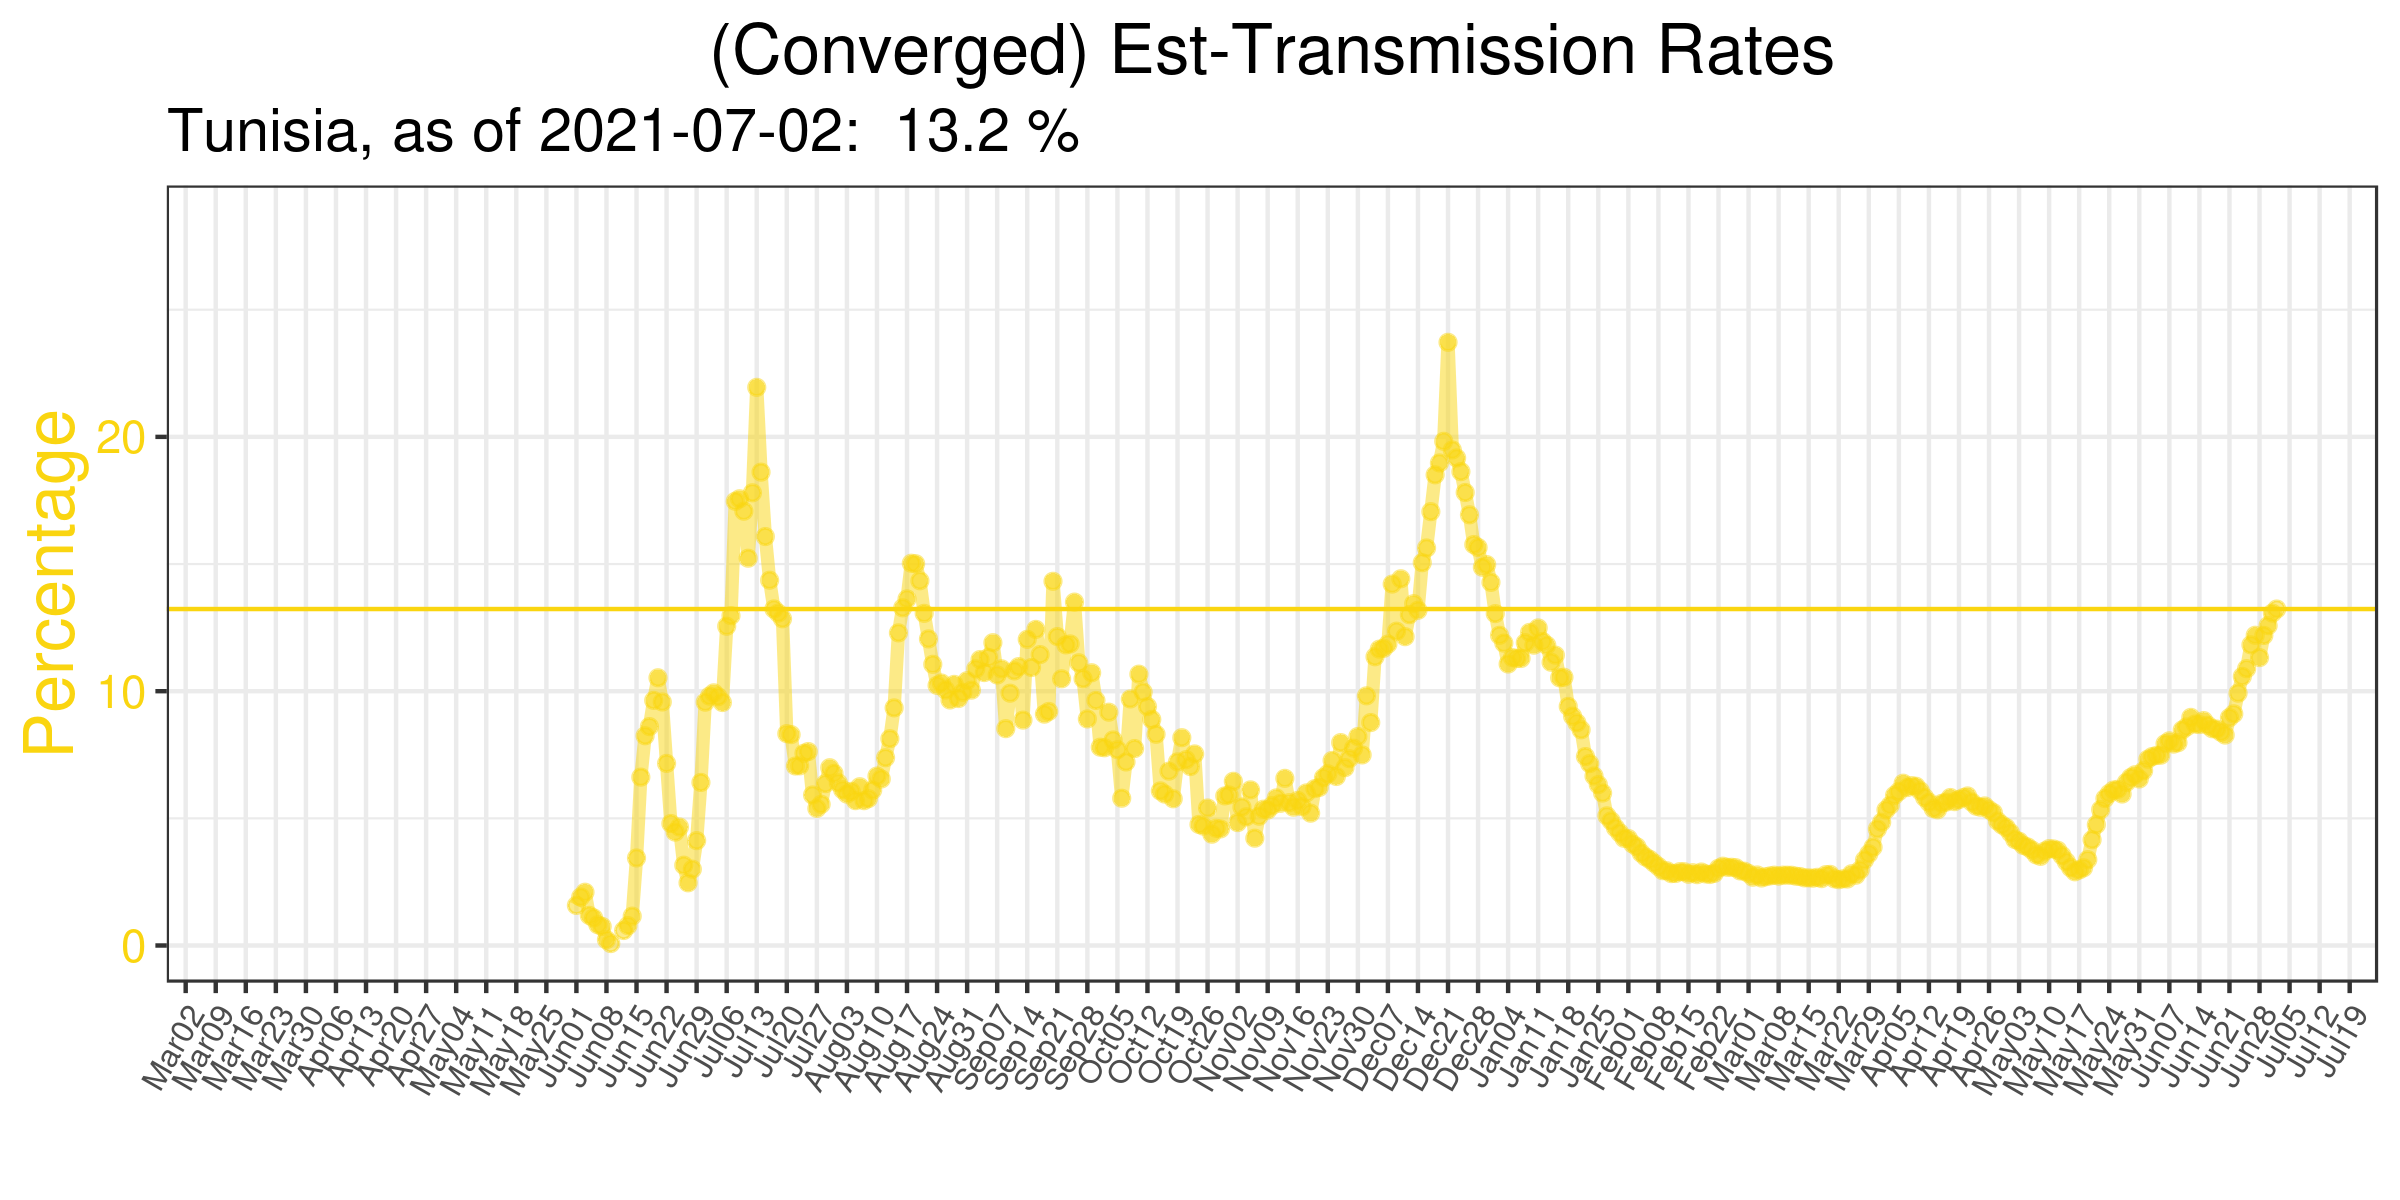 (Converged) Est-Transmission Rates
Tunisia, as of 2021-07-02:  13.2 %
Percentage
20
10
0
Mar02
Mar09
Mar16
Mar23
Mar30
Apr06
Apr13
Apr20
Apr27
May04
May11
May18
May25
Jun01
Jun08
Jun15
Jun22
Jun29
Jul06
Jul13
Jul20
Jul27
Aug03
Aug10
Aug17
Aug24
Aug31
Sep07
Sep14
Sep21
Sep28
Oct05
Oct12
Oct19
Oct26
Nov02
Nov09
Nov16
Nov23
Nov30
Dec07
Dec14
Dec21
Dec28
Jan04
Jan11
Jan18
Jan25
Feb01
Feb08
Feb15
Feb22
Mar01
Mar08
Mar15
Mar22
Mar29
Apr05
Apr12
Apr19
Apr26
May03
May10
May17
May24
May31
Jun07
Jun14
Jun21
Jun28
Jul05
Jul12
Jul19